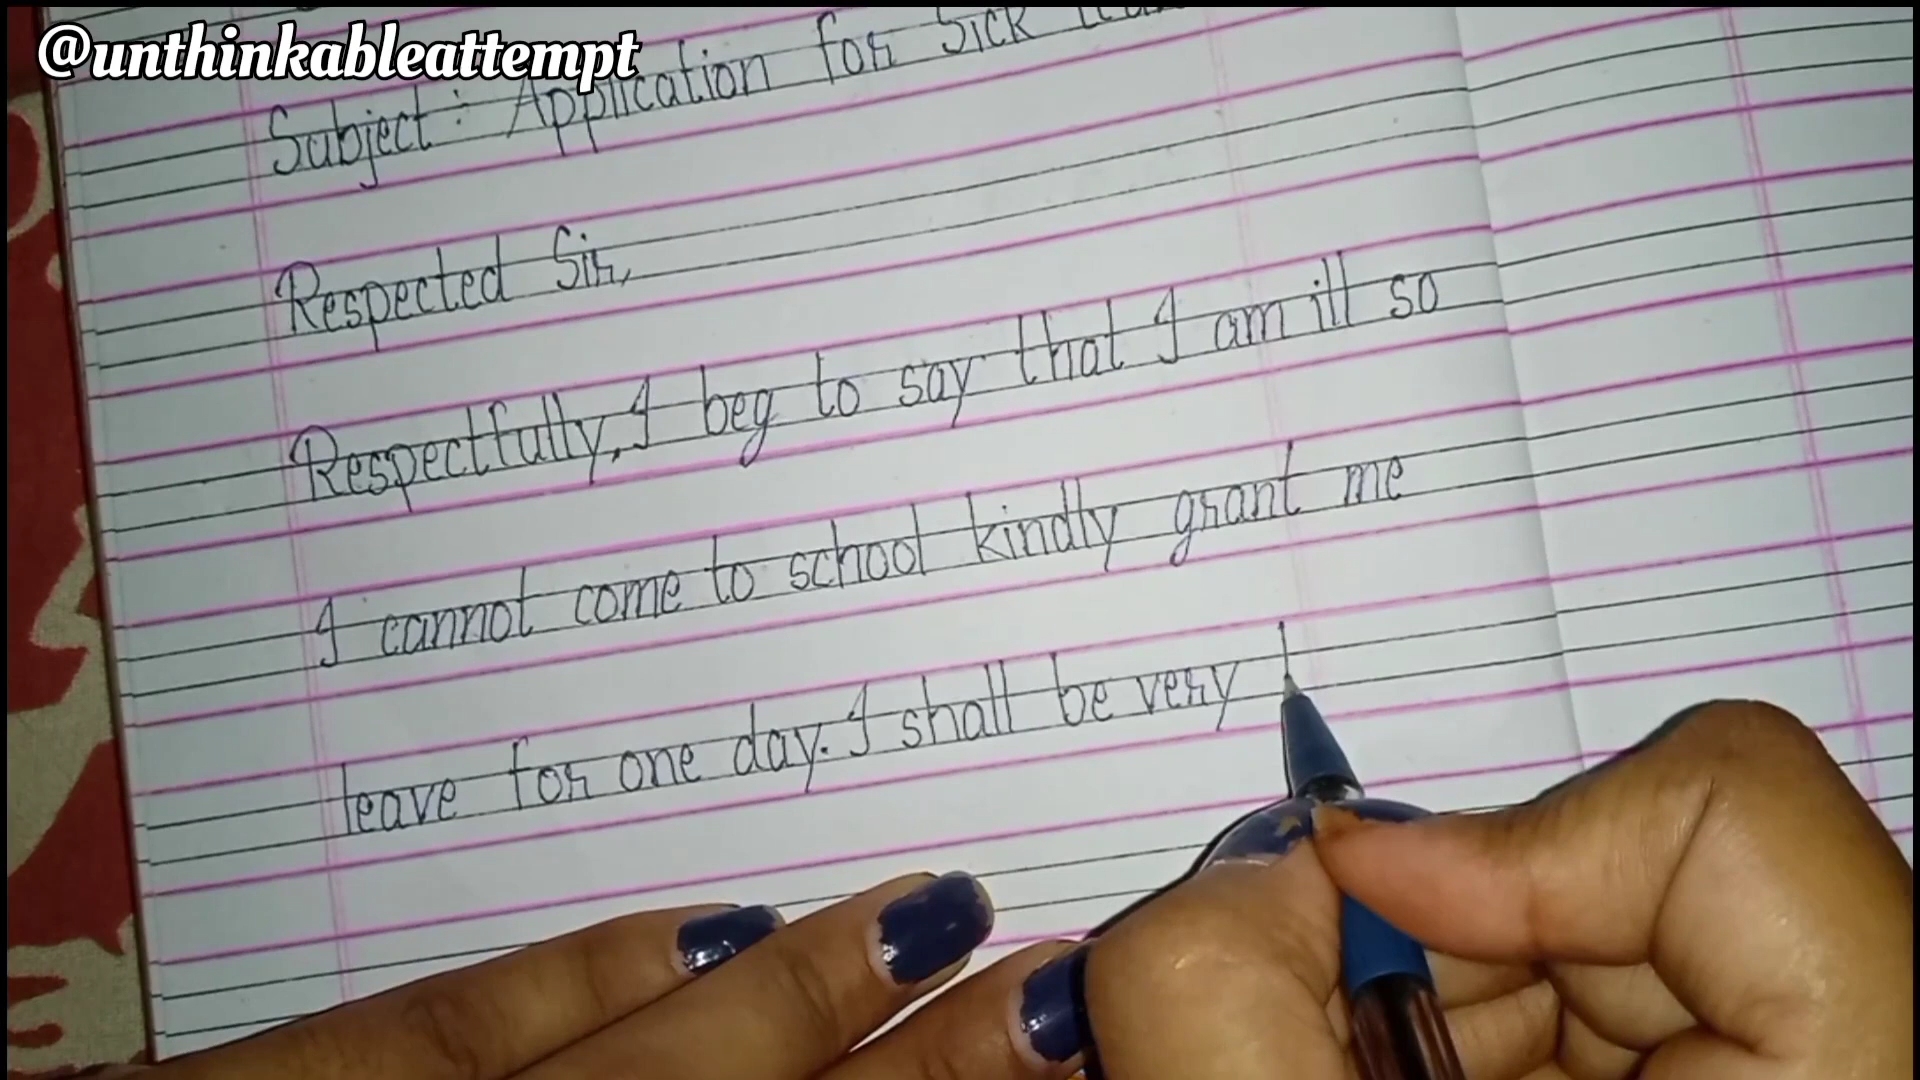 @unthinkableattempt
Subject: Application for Sick
Respected Sir,
Respectfully, I beg to say that I am ill so
I cannot come to school kindly grant me
leave for one day. I shall be very